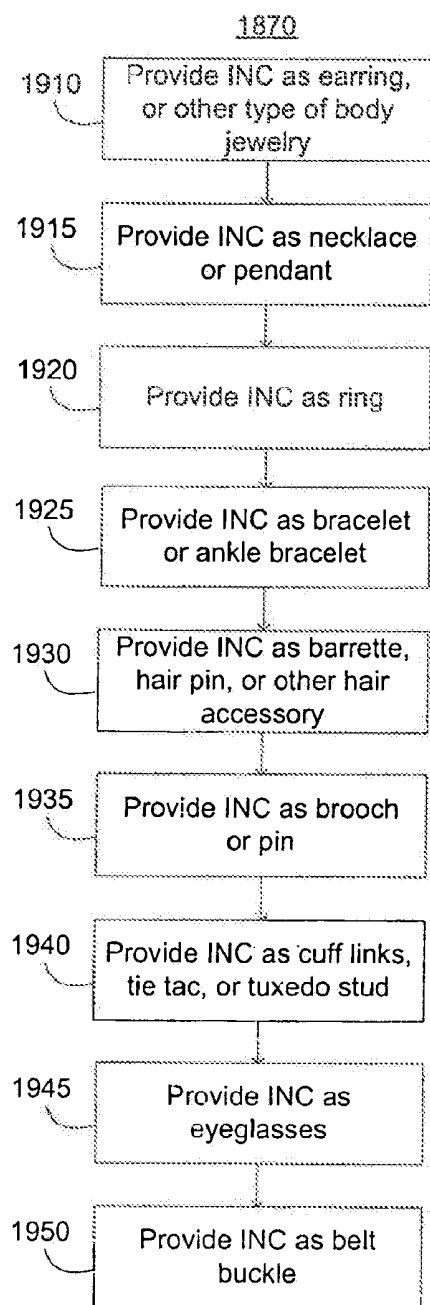 1870
1910
Provide INC as earring,
or other type of body
jewelry
1915
Provide INC as necklace
or pendant
1920
Provide INC as ring
1925
Provide INC as bracelet
or ankle bracelet
1930
Provide INC as barrette,
hair pin, or other hair
accessory
1935
Provide INC as brooch
or pin
1940
Provide INC as cuff links,
tie tac, or tuxedo stud
1945
Provide INC as
eyeglasses
1950
Provide INC as belt
buckle